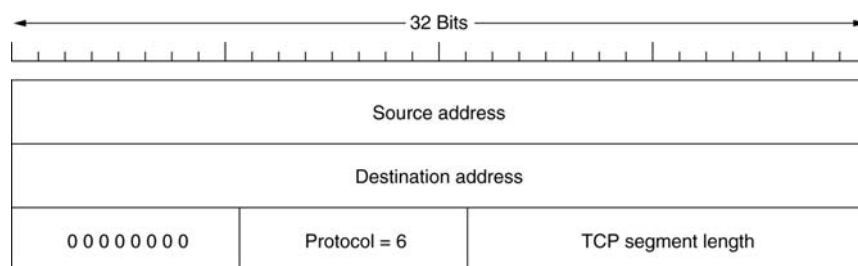 32 Bits
Source address
Destination address
0 0 0 0 0 0 0 0 Protocol = 6 TCP segment length